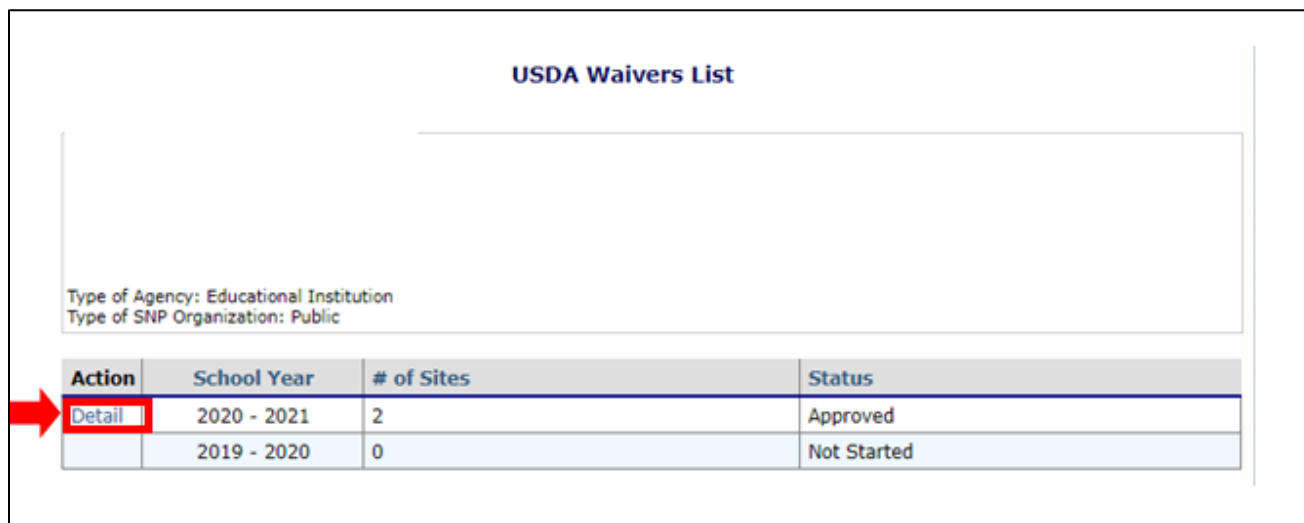 USDA Waivers List
Type of Agency: Educational Institution
Type of SNP Organization: Public
Action School Year # of Sites Status
Detail 2020 - 2021 2 Approved
2019 - 2020 0 Not Started